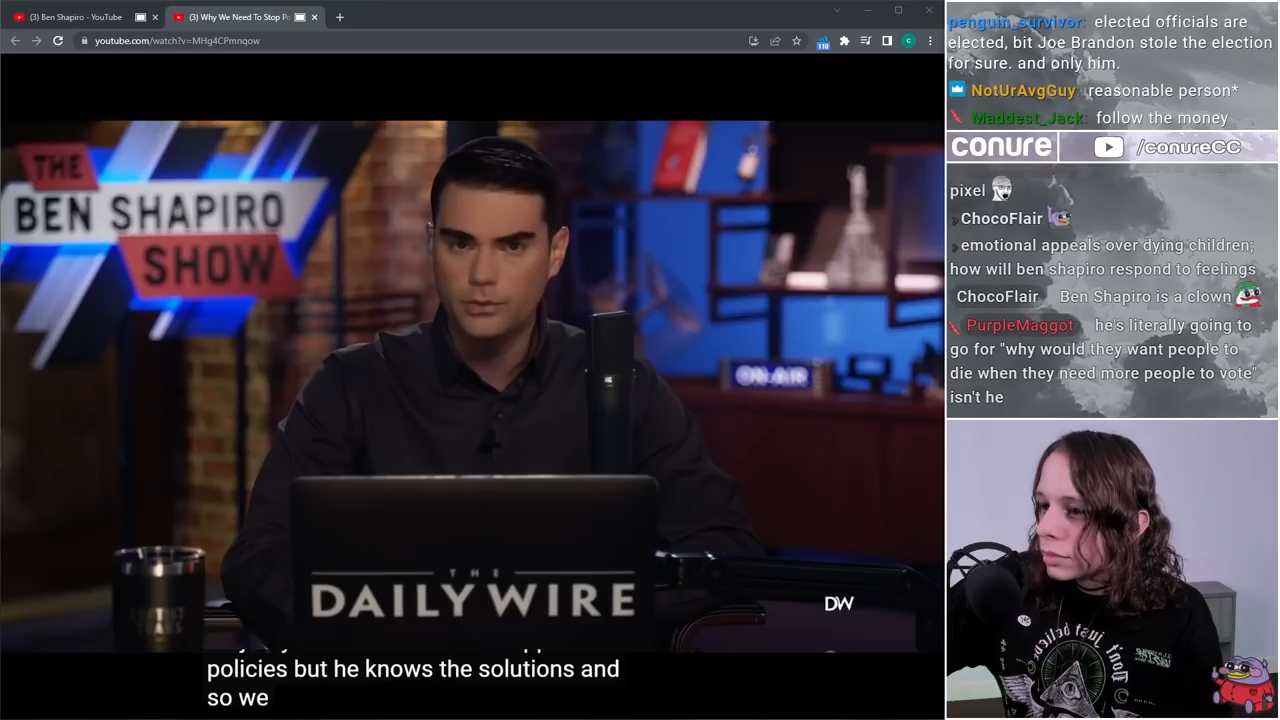 (3) Ben Shapiro - YouTube
(3) Why We Need To Stop Po
youtube.com/watch?v=MHg4CPmnqow
110
C
THE
BEN SHAPIRO
SHOW
ON-AIR
THE
DAILY WIRE
DW
policies but he knows the solutions and
so we
penguin_survivor: elected officials are
elected, bit Joe Brandon stole the election
for sure. and only him.
NotUrAvgGuy: reasonable person*
Maddest_Jack: follow the money
conure
/conureCC
pixel
ChocoFlair
emotional appeals over dying children;
how will ben shapiro respond to feelings
ChocoFlair Ben Shapiro is a clown
PurpleMaggot he's literally going to
go for "why would they want people to
die when they need more people to vote"
isn't he